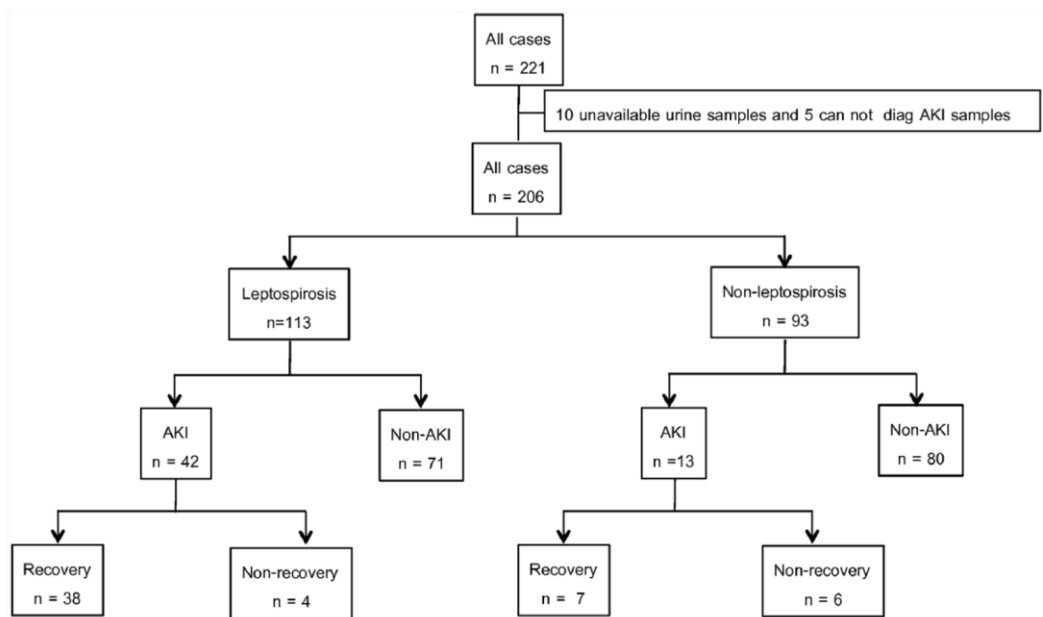 All cases
n = 221
10 unavailable urine samples and 5 can not diag AKI samples
All cases
n = 206
Leptospirosis
n=113
Non-leptospirosis
n = 93
AKI
n = 42
Non-AKI
n = 71
AKI
n =13
Non-AKI
n = 80
Recovery
n = 38
Non-recovery
n = 4
Recovery
n = 7
Non-recovery
n = 6